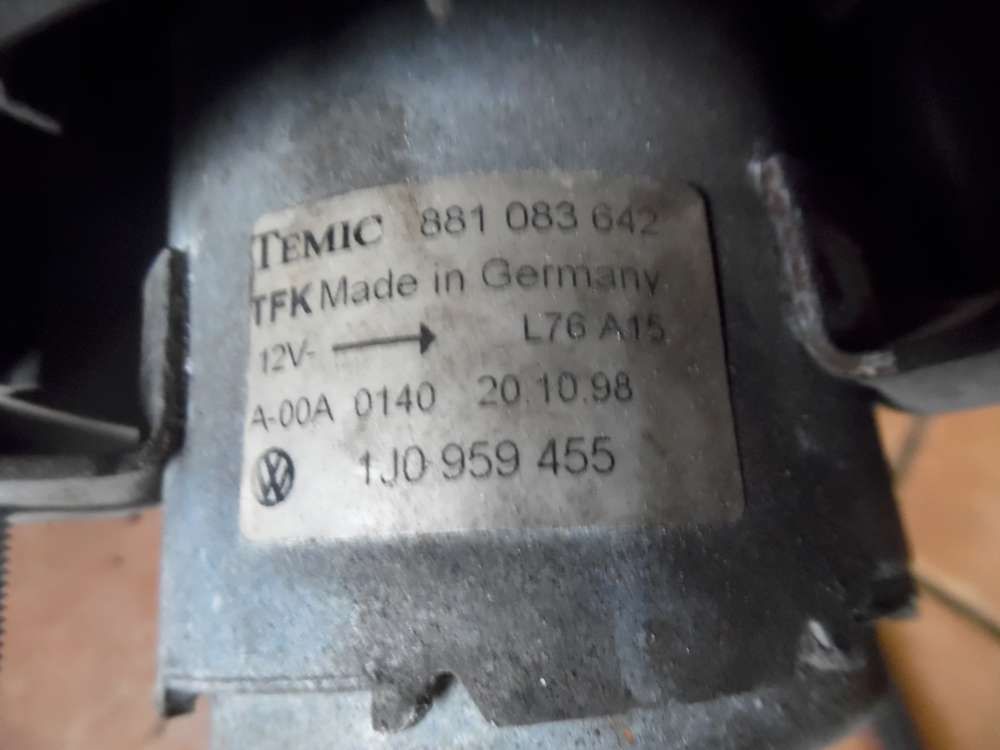 TEMIC 881 083 642
TFK Made in Germany
12V- L76 A15
A-00A 0140 20.10.98
VW 1J0 959 455